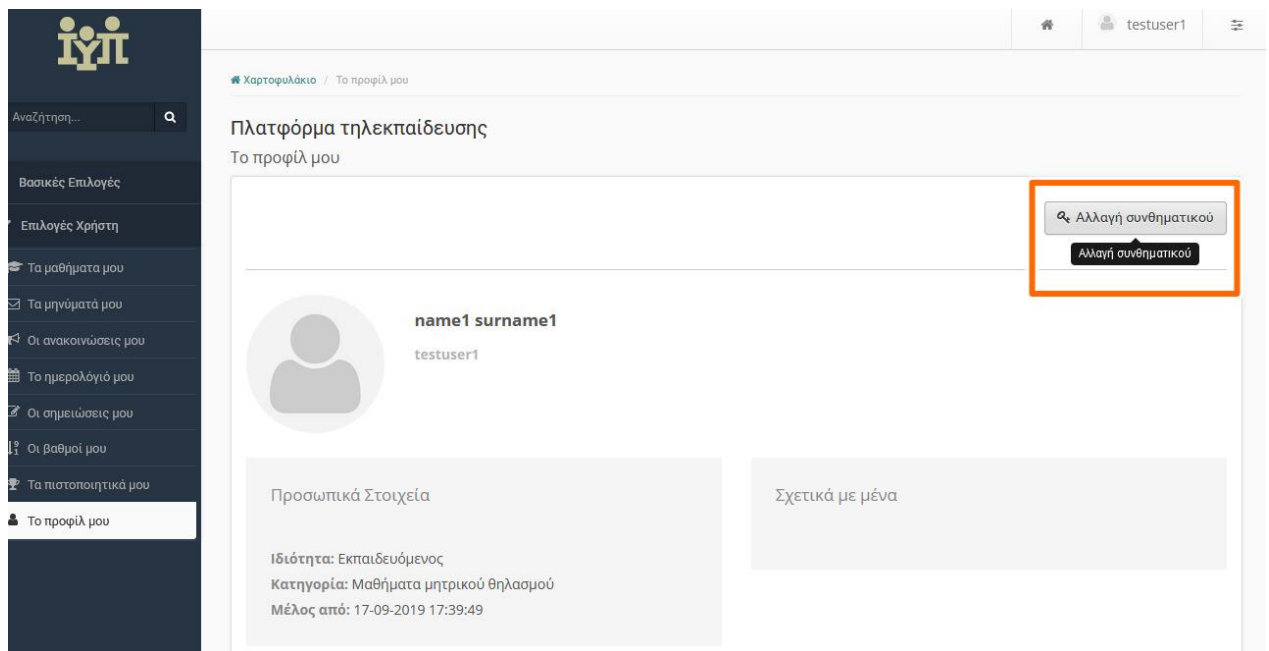 ΙΥΠ
testuser1
Αναζήτηση...
Βασικές Επιλογές
Επιλογές Χρήστη
Τα μαθήματα μου
Τα μηνύματά μου
Οι ανακοινώσεις μου
Το ημερολόγιό μου
Οι σημειώσεις μου
Οι βαθμοί μου
Τα πιστοποιητικά μου
Το προφίλ μου
Χαρτοφυλάκιο / Το προφίλ μου
Πλατφόρμα τηλεκπαίδευσης
Το προφίλ μου
Αλλαγή συνθηματικού
Αλλαγή συνθηματικού
name1 surname1
testuser1
Προσωπικά Στοιχεία
Ιδιότητα: Εκπαιδευόμενος
Κατηγορία: Μαθήματα μητρικού θηλασμού
Μέλος από: 17-09-2019 17:39:49
Σχετικά με μένα